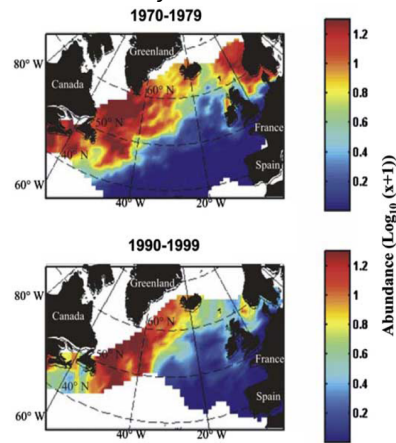 1970-1979
Greenland
80° W
Canada
60° N
50° N
40° N
France
Spain
60° W
40° W
20° W
1.2
1
0.8
0.6
0.4
0.2
1990-1999
Greenland
80° W
Canada
60° N
50° N
40° N
France
Spain
60° W
40° W
20° W
1.2
1
0.8
0.6
0.4
0.2
Abundance (Log10 (x+1))